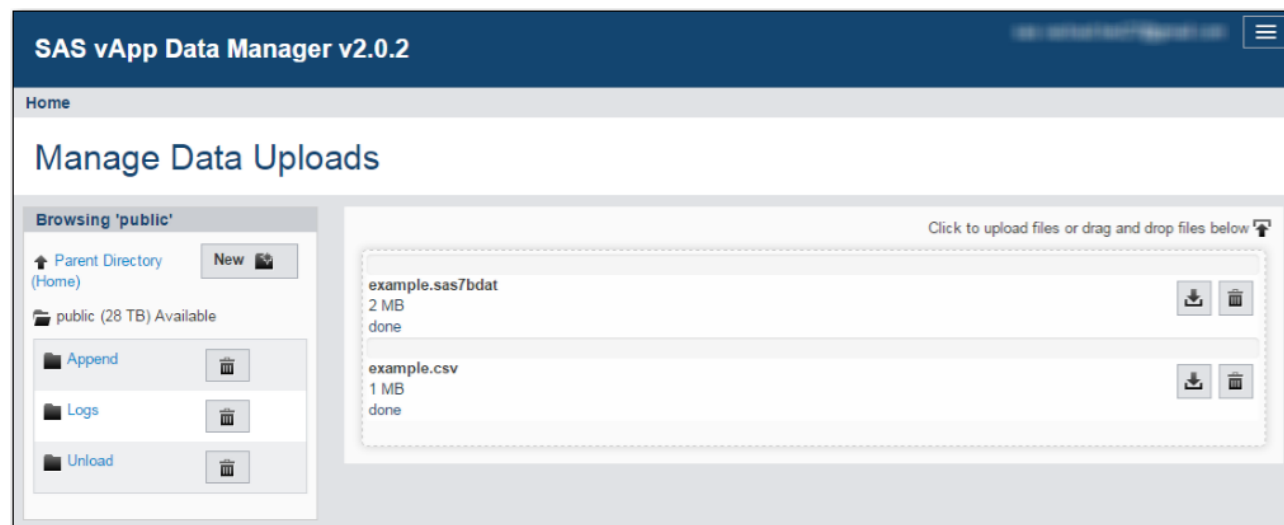 SAS vApp Data Manager v2.0.2
Home
Manage Data Uploads
Browsing 'public'
Parent Directory
(Home)
New
public (28 TB) Available
Append
Logs
Unload
Click to upload files or drag and drop files below
example.sas7bdat
2 MB
done
example.csv
1 MB
done